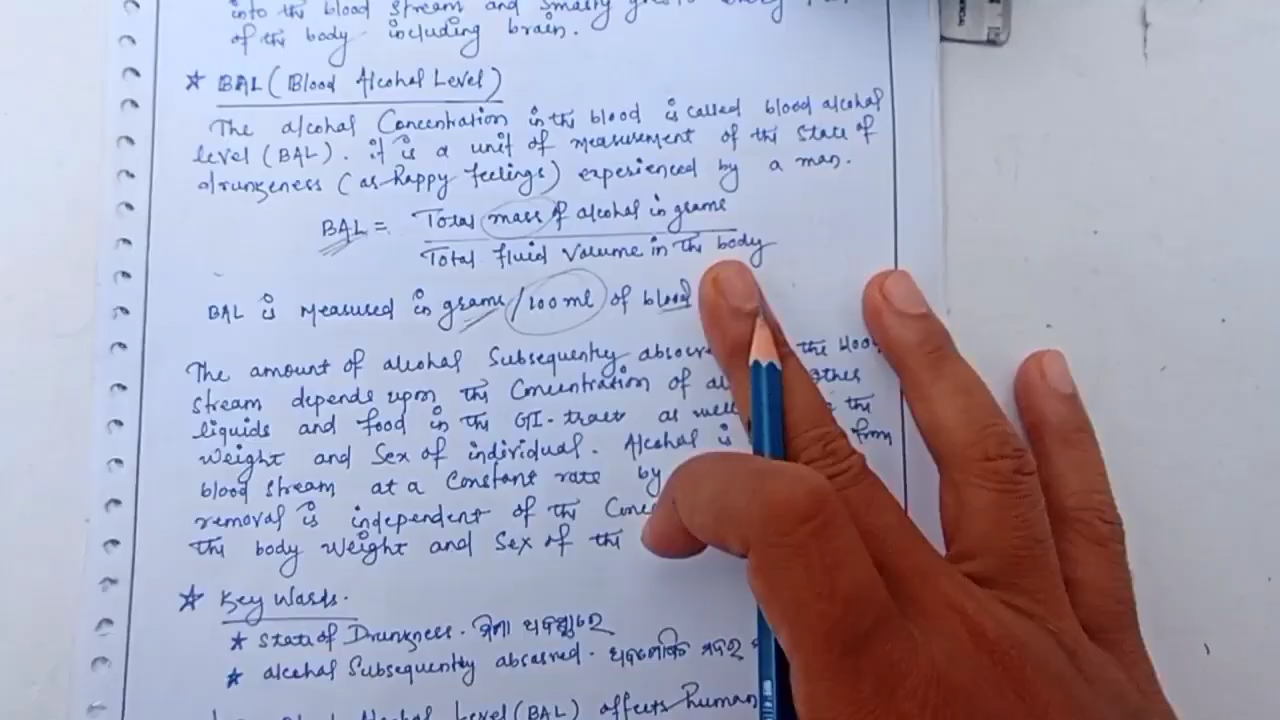 into the blood stream and
of the body including brain.
* BAL (Blood Alcohal Level)
The alcohal Concentration in the blood is called blood alcohal
level (BAL). it is a unit of measurement of the State of
drunkeness (as happy feelings) experienced by a man.
BAL = Total mass of alcohal in grams
Total fluid Volume in the body
BAL is measured in grams/100ml of blood
The amount of alcohal Subsequently the
stream depends upon the Concentration of other
liquids and food in the GI-tract as well the
Weight and Sex of individual. Alcohal is from
blood stream at a Constant rate by
removal is independent of the
the body Weight and Sex of the
* Key Words.
* State of Drunkness.
* alcohal Subsequently absorved.
Level (BAL) affects human